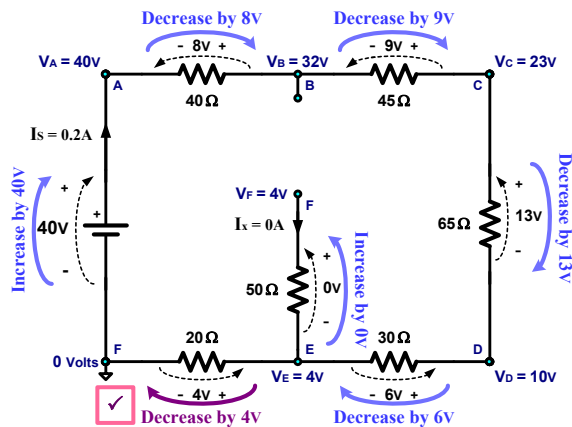 Decrease by 8V
Decrease by 9V
- 8v +
- 9v +
VA = 40V
VB = 32V
VC = 23V
A
B
C
40Ω
45Ω
IS = 0.2A
Increase by 40V
+
40V
+
-
VF = 4V
F
Ix = 0A
50Ω
+
0v
-
Increase by 0V
65Ω
+
13v
-
Decrease by 13V
F
20Ω
E
30Ω
D
0 Volts
- 4v +
VE = 4V
- 6v +
VD = 10V
✓
Decrease by 4V
Decrease by 6V